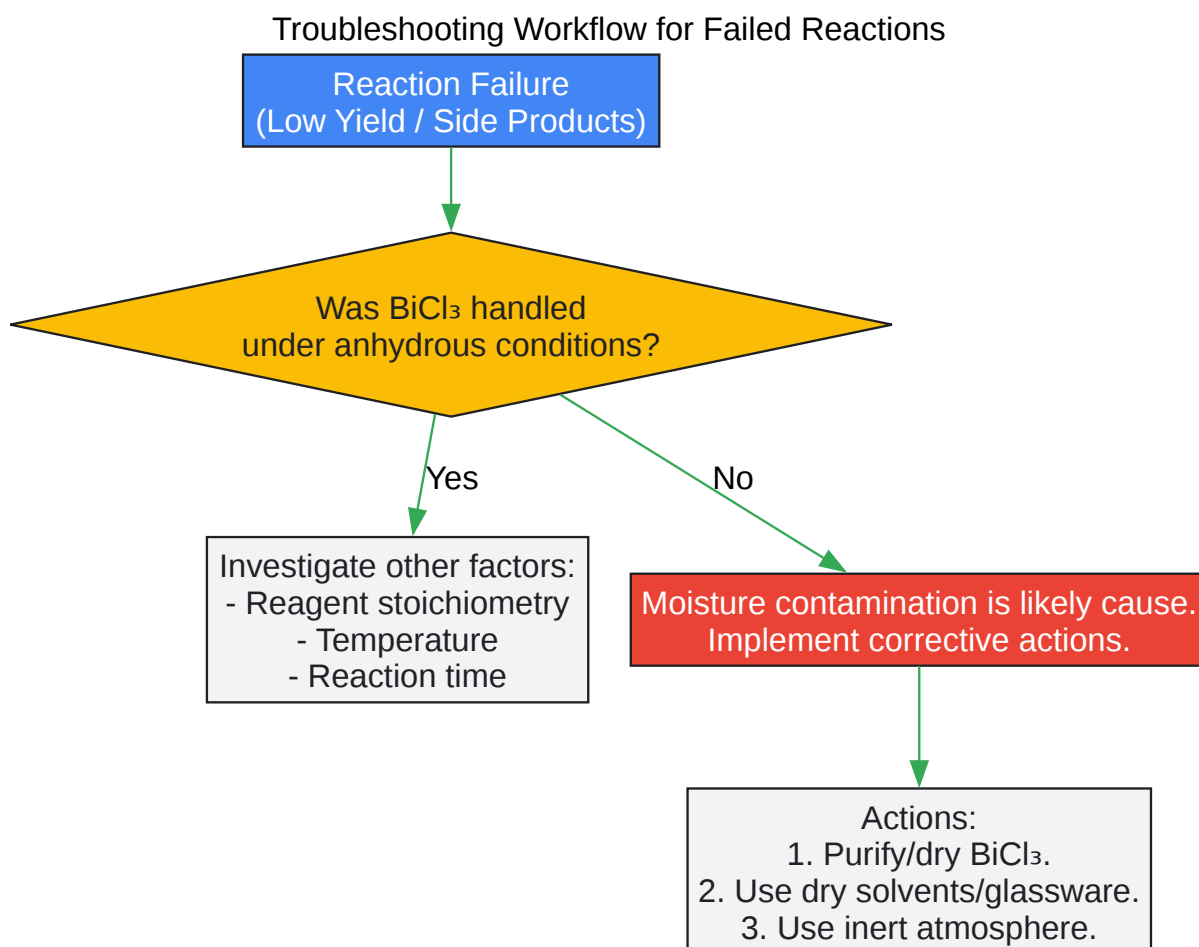 Troubleshooting Workflow for Failed Reactions
Reaction Failure
(Low Yield / Side Products)
Was BiCl₃ handled
under anhydrous conditions?
Yes
No
Investigate other factors:
- Reagent stoichiometry
- Temperature
- Reaction time
Moisture contamination is likely cause.
Implement corrective actions.
Actions:
1. Purify/dry BiCl₃.
2. Use dry solvents/glassware.
3. Use inert atmosphere.